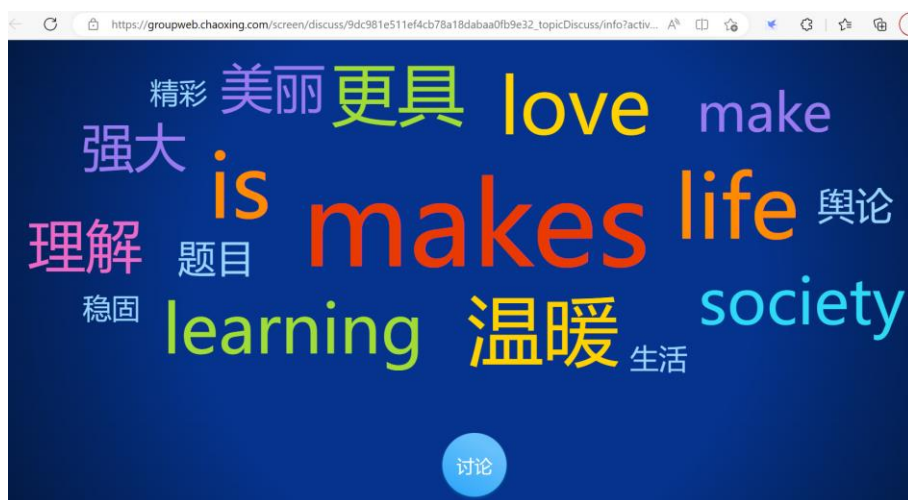 https://groupweb.chaoxing.com/screen/discuss/9dc981e511ef4cb78a18dabaa0fb9e32_topicDiscuss/info?activ...
精彩 美丽 更具 love make
强大 is makes life 舆论
理解 题目
稳固 learning 温暖 society
生活
讨论